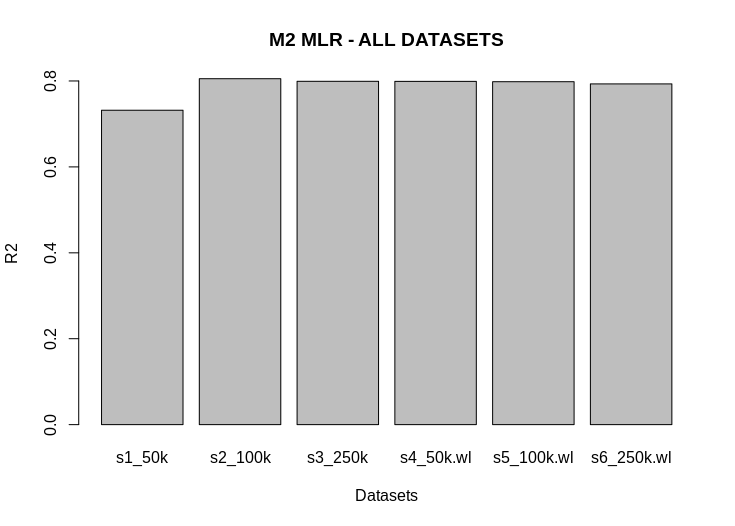 M2 MLR - ALL DATASETS
R2
0.8
0.6
0.4
0.2
0.0
s1_50k s2_100k s3_250k s4_50k.wl s5_100k.wl s6_250k.wl
Datasets